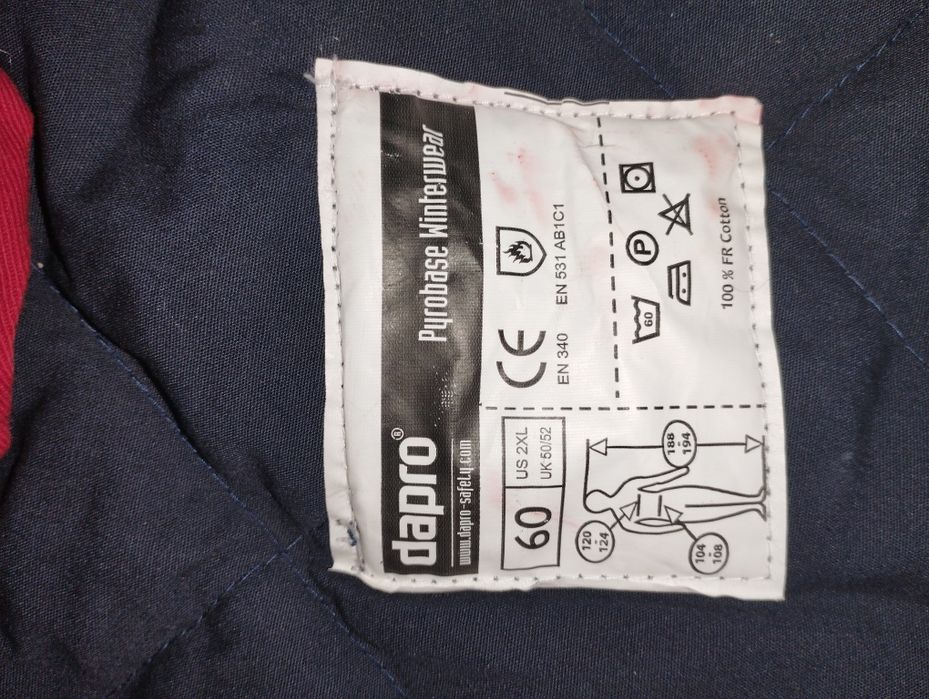 dapro®
www.dapro-safety.com
Pyrobase Winterwear
60
US 2XL
UK 50/52
120
-
124
188
-
194
104
-
108
CE
EN 340
EN 531 AB1C1
60
P
100 % FR Cotton